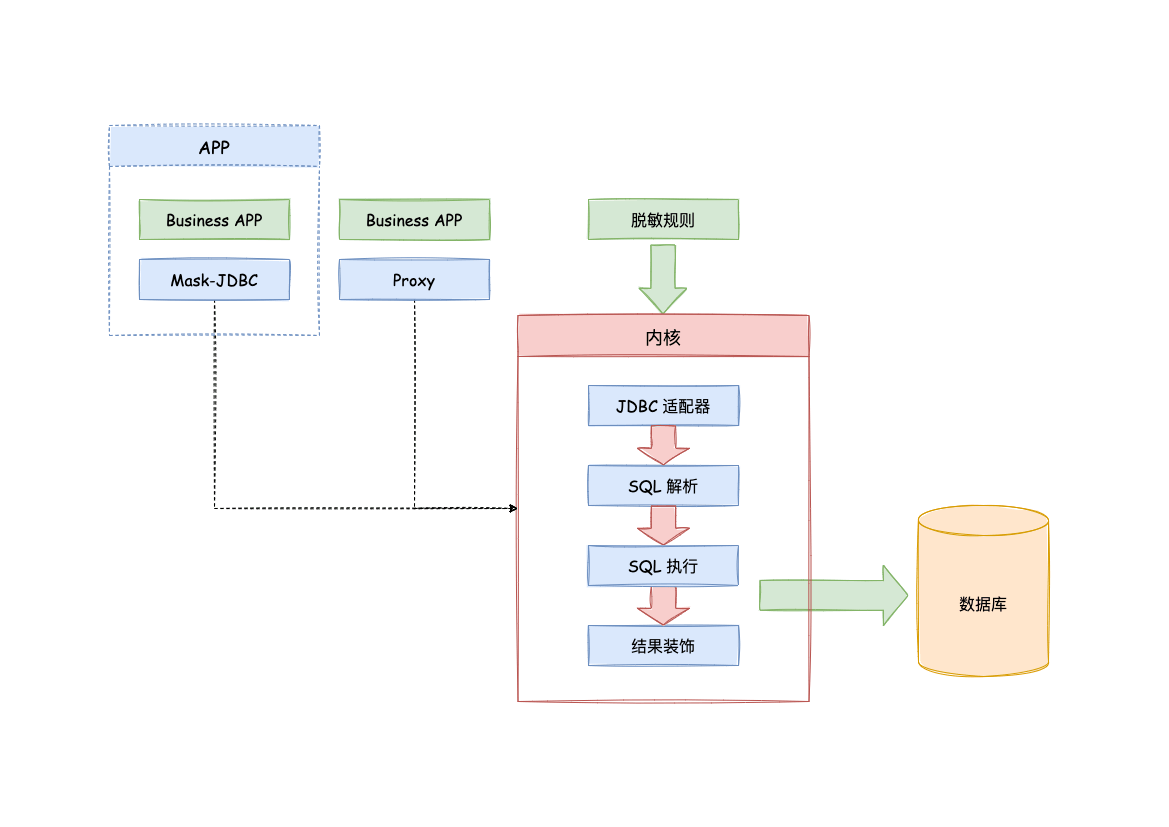 APP
Business APP
Mask-JDBC
Business APP
Proxy
脱敏规则
内核
JDBC 适配器
SQL 解析
SQL 执行
结果装饰
数据库